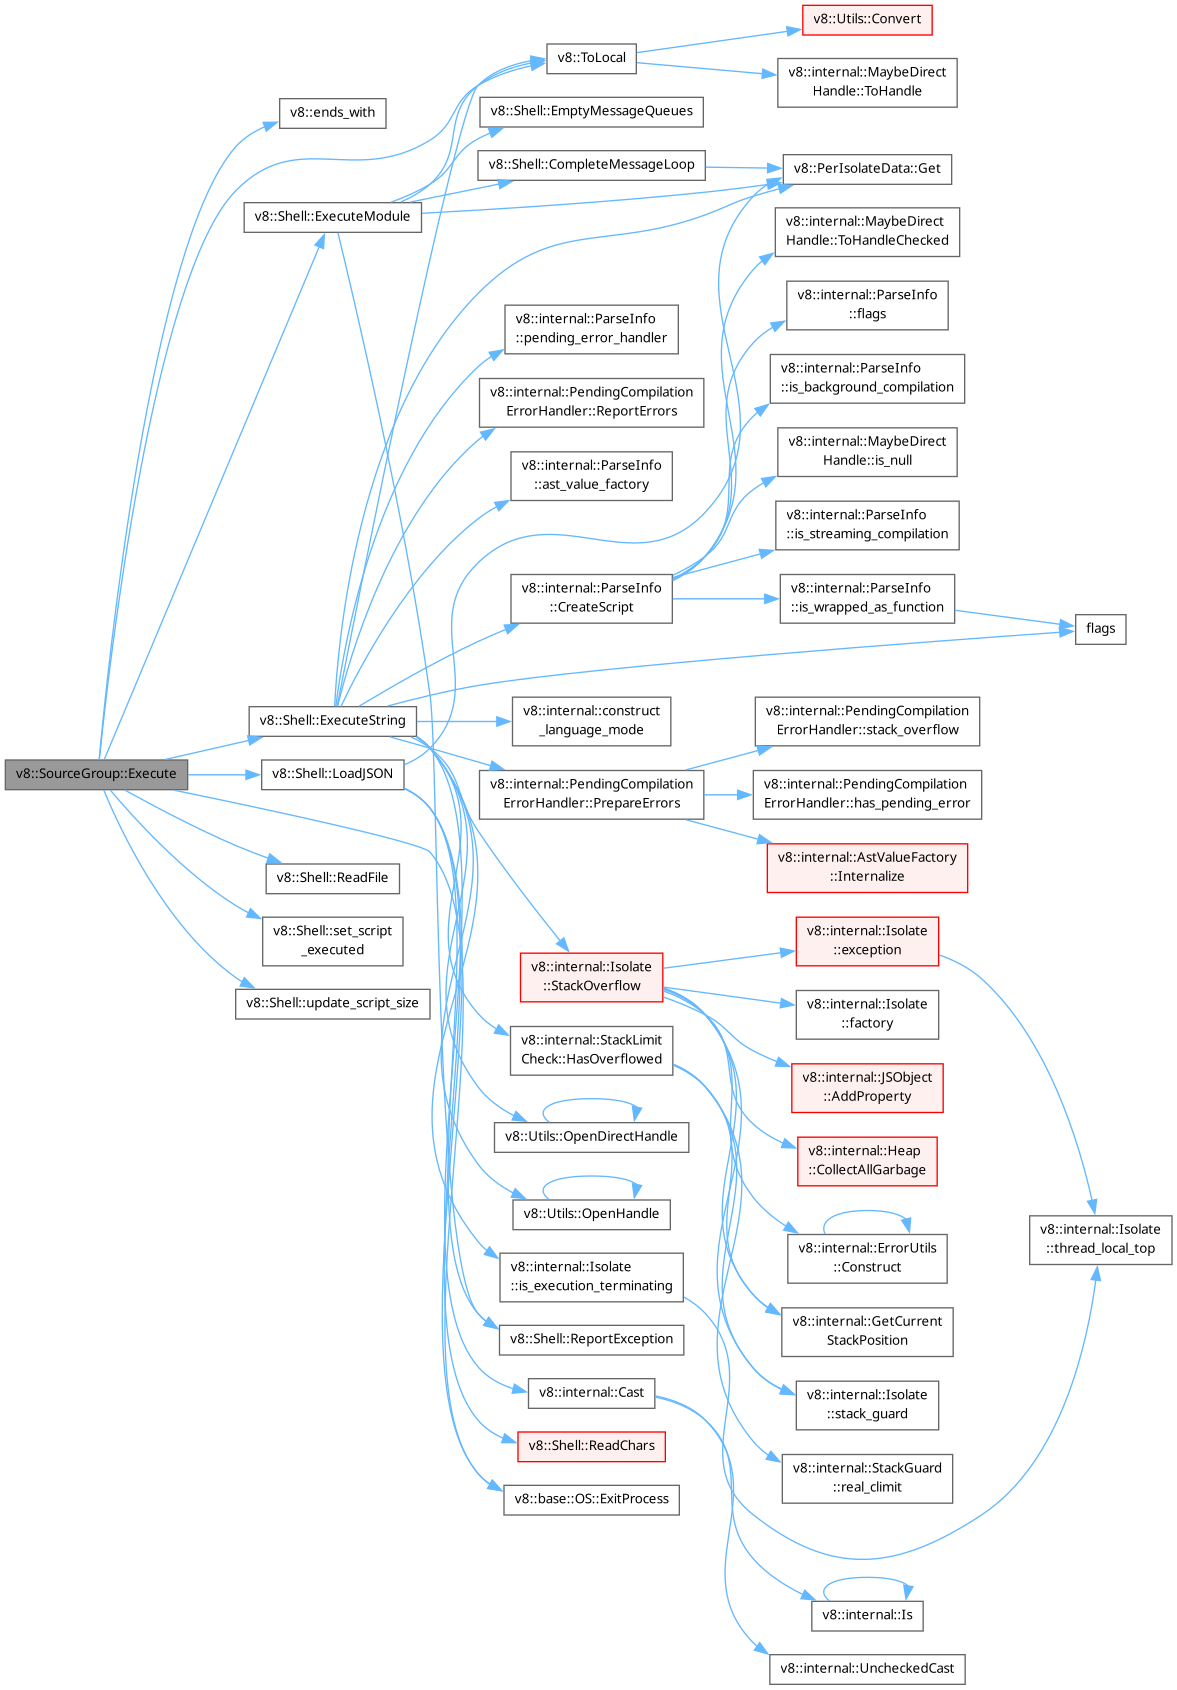 v8::SourceGroup::Execute
v8::ends_with
v8::Shell::ExecuteModule
v8::Shell::ExecuteString
v8::Shell::LoadJSON
v8::Shell::ReadFile
v8::Shell::set_script
_executed
v8::Shell::update_script_size
v8::ToLocal
v8::Shell::EmptyMessageQueues
v8::Shell::CompleteMessageLoop
v8::internal::ParseInfo
::pending_error_handler
v8::internal::PendingCompilation
ErrorHandler::ReportErrors
v8::internal::ParseInfo
::ast_value_factory
v8::internal::ParseInfo
::CreateScript
v8::internal::construct
_language_mode
v8::internal::PendingCompilation
ErrorHandler::PrepareErrors
v8::internal::Isolate
::StackOverflow
v8::internal::StackLimit
Check::HasOverflowed
v8::Utils::OpenDirectHandle
v8::Utils::OpenHandle
v8::internal::Isolate
::is_execution_terminating
v8::Shell::ReportException
v8::internal::Cast
v8::Shell::ReadChars
v8::base::OS::ExitProcess
v8::Utils::Convert
v8::internal::MaybeDirect
Handle::ToHandle
v8::PerIsolateData::Get
v8::internal::MaybeDirect
Handle::ToHandleChecked
v8::internal::ParseInfo
::flags
v8::internal::ParseInfo
::is_background_compilation
v8::internal::MaybeDirect
Handle::is_null
v8::internal::ParseInfo
::is_streaming_compilation
v8::internal::ParseInfo
::is_wrapped_as_function
v8::internal::PendingCompilation
ErrorHandler::stack_overflow
v8::internal::PendingCompilation
ErrorHandler::has_pending_error
v8::internal::AstValueFactory
::Internalize
v8::internal::Isolate
::exception
v8::internal::Isolate
::factory
v8::internal::JSObject
::AddProperty
v8::internal::Heap
::CollectAllGarbage
v8::internal::ErrorUtils
::Construct
v8::internal::GetCurrent
StackPosition
v8::internal::Isolate
::stack_guard
v8::internal::StackGuard
::real_climit
v8::internal::Is
v8::internal::UncheckedCast
flags
v8::internal::Isolate
::thread_local_top